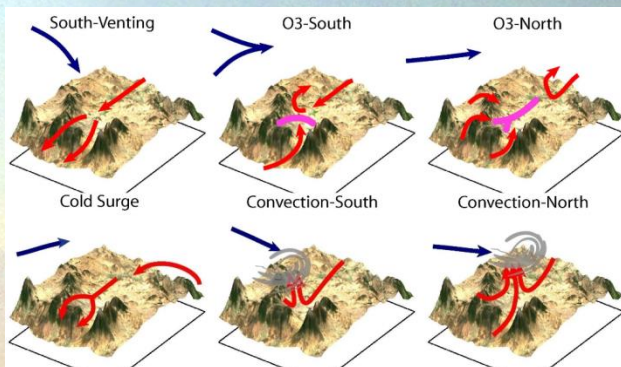 South-Venting
O3-South
O3-North
Cold Surge
Convection-South
Convection-North